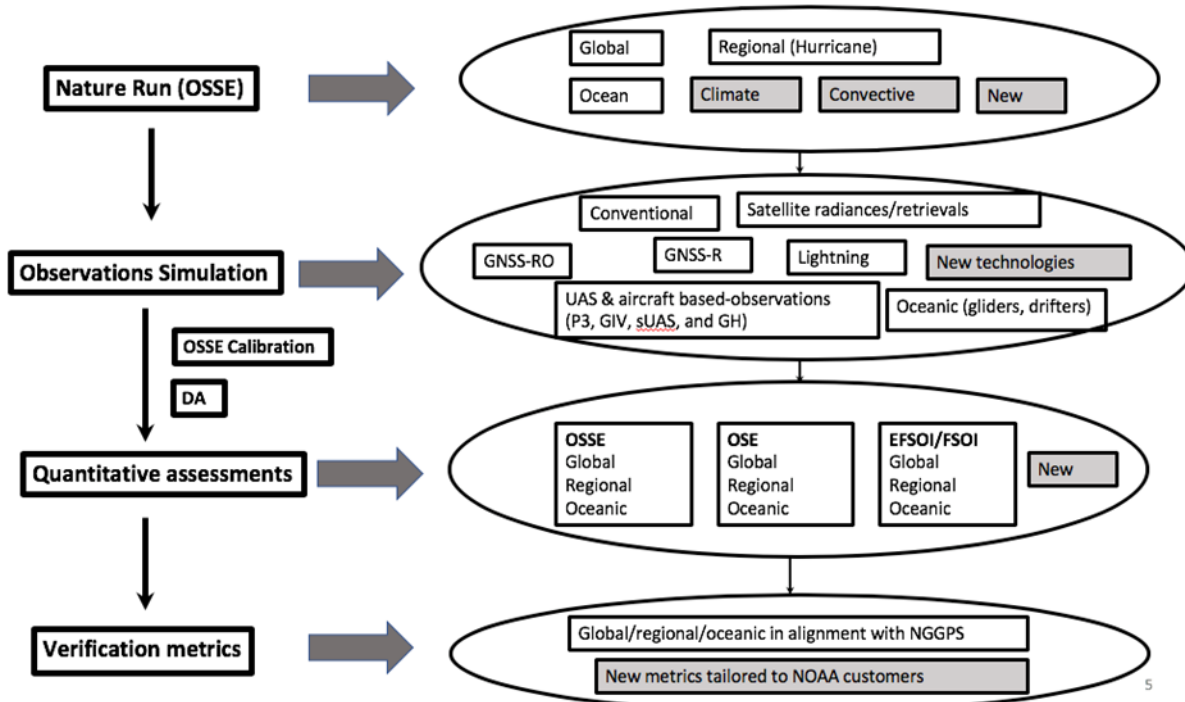 Nature Run (OSSE)
Global
Regional (Hurricane)
Ocean
Climate
Convective
New
Observations Simulation
Conventional
Satellite radiances/retrievals
GNSS-RO
GNSS-R
Lightning
New technologies
UAS & aircraft based-observations
(P3, GIV, sUAS, and GH)
Oceanic (gliders, drifters)
OSSE Calibration
DA
Quantitative assessments
OSSE
Global
Regional
Oceanic
OSE
Global
Regional
Oceanic
EFSOI/FSOI
Global
Regional
Oceanic
New
Verification metrics
Global/regional/oceanic in alignment with NGGPS
New metrics tailored to NOAA customers
5